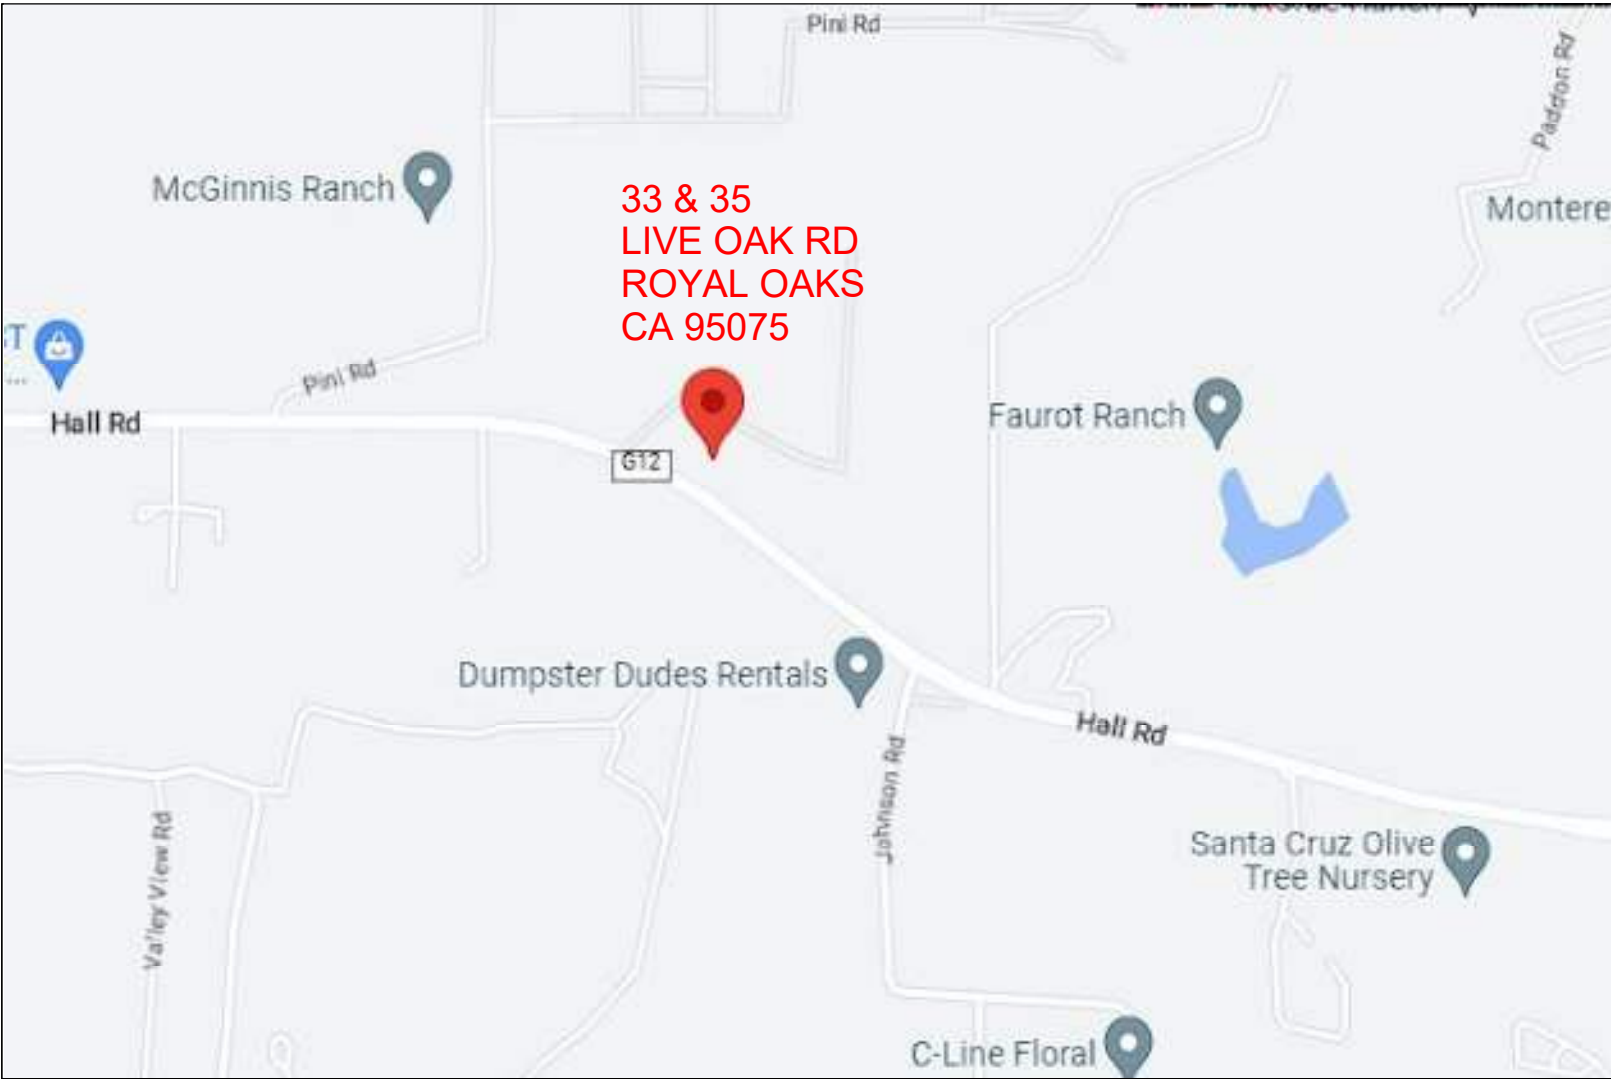 Pini Rd
Paddon Rd
McGinnis Ranch
33 & 35
LIVE OAK RD
ROYAL OAKS
CA 95075
Montere
T
...
Pini Rd
Hall Rd
Faurot Ranch
G12
Dumpster Dudes Rentals
Hall Rd
Johnson Rd
Valley View Rd
Santa Cruz Olive
Tree Nursery
C-Line Floral